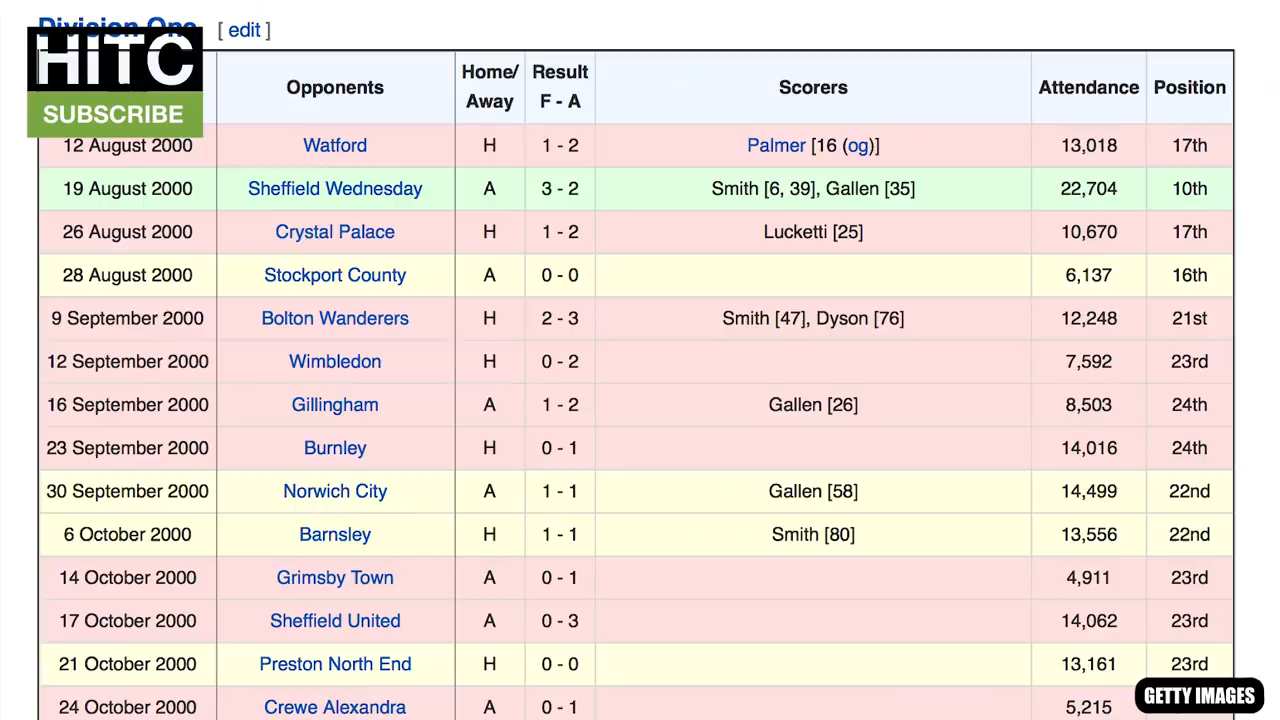 Division One [ edit ]
HITC
SUBSCRIBE
Opponents Home/ Away Result F - A Scorers Attendance Position
12 August 2000 Watford H 1 - 2 Palmer [16 (og)] 13,018 17th
19 August 2000 Sheffield Wednesday A 3 - 2 Smith [6, 39], Gallen [35] 22,704 10th
26 August 2000 Crystal Palace H 1 - 2 Lucketti [25] 10,670 17th
28 August 2000 Stockport County A 0 - 0 6,137 16th
9 September 2000 Bolton Wanderers H 2 - 3 Smith [47], Dyson [76] 12,248 21st
12 September 2000 Wimbledon H 0 - 2 7,592 23rd
16 September 2000 Gillingham A 1 - 2 Gallen [26] 8,503 24th
23 September 2000 Burnley H 0 - 1 14,016 24th
30 September 2000 Norwich City A 1 - 1 Gallen [58] 14,499 22nd
6 October 2000 Barnsley H 1 - 1 Smith [80] 13,556 22nd
14 October 2000 Grimsby Town A 0 - 1 4,911 23rd
17 October 2000 Sheffield United A 0 - 3 14,062 23rd
21 October 2000 Preston North End H 0 - 0 13,161 23rd
24 October 2000 Crewe Alexandra A 0 - 1 5,215
GETTY IMAGES